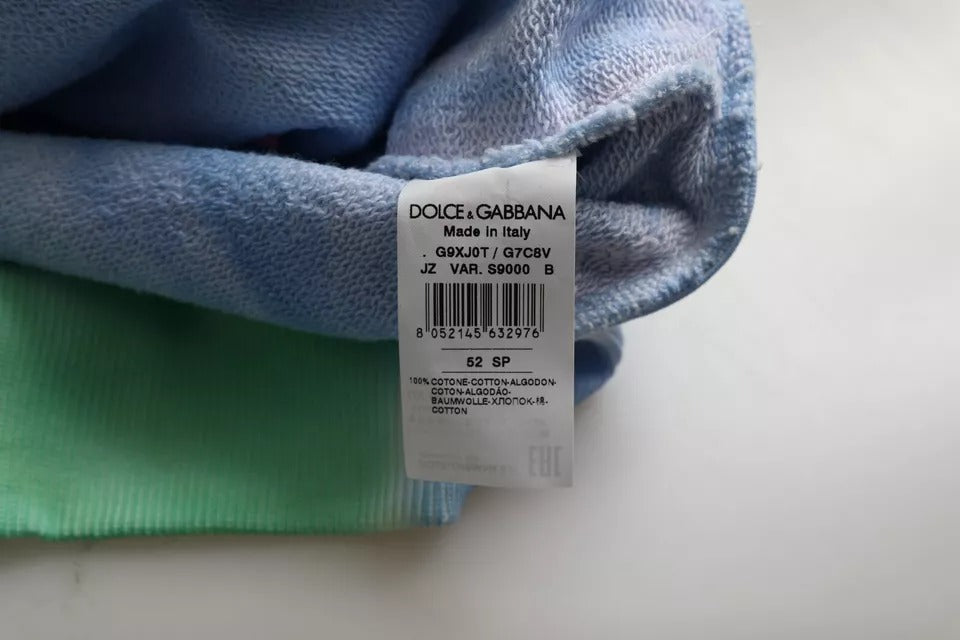 DOLCE & GABBANA
Made in Italy
. G9XJ0T / G7C8V
JZ VAR. S9000 B
8 052145 632976
52 SP
100% COTONE-COTTON-ALGODON-
COTON-ALGODÃO-
BAUMWOLLE-ХЛОПОК-棉-
COTTON